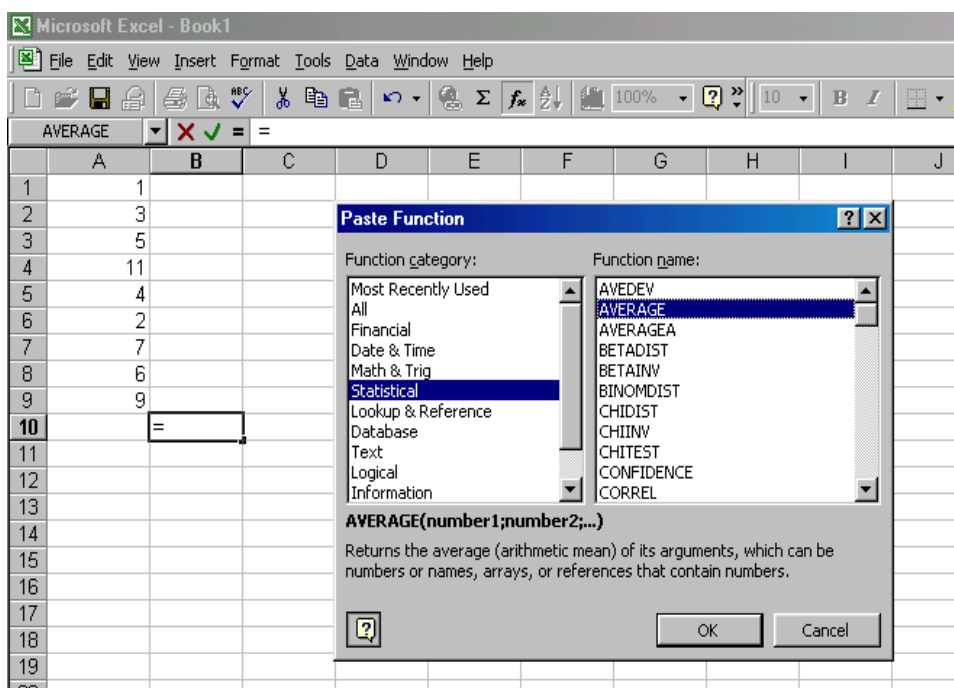 Microsoft Excel - Book1
File Edit View Insert Format Tools Data Window Help
ABC Σ fx 100% ? » 10 B I
AVERAGE = =
A B C D E F G H I J
1 1
2 3
3 5
4 11
5 4
6 2
7 7
8 6
9 9
10 =
11
12
13
14
15
16
17
18
19
Paste Function ? X
Function category:
Most Recently Used
All
Financial
Date & Time
Math & Trig
Statistical
Lookup & Reference
Database
Text
Logical
Information
Function name:
AVEDEV
AVERAGE
AVERAGEA
BETADIST
BETAINV
BINOMDIST
CHIDIST
CHIINV
CHITEST
CONFIDENCE
CORREL
AVERAGE(number1;number2;...)
Returns the average (arithmetic mean) of its arguments, which can be
numbers or names, arrays, or references that contain numbers.
? OK Cancel